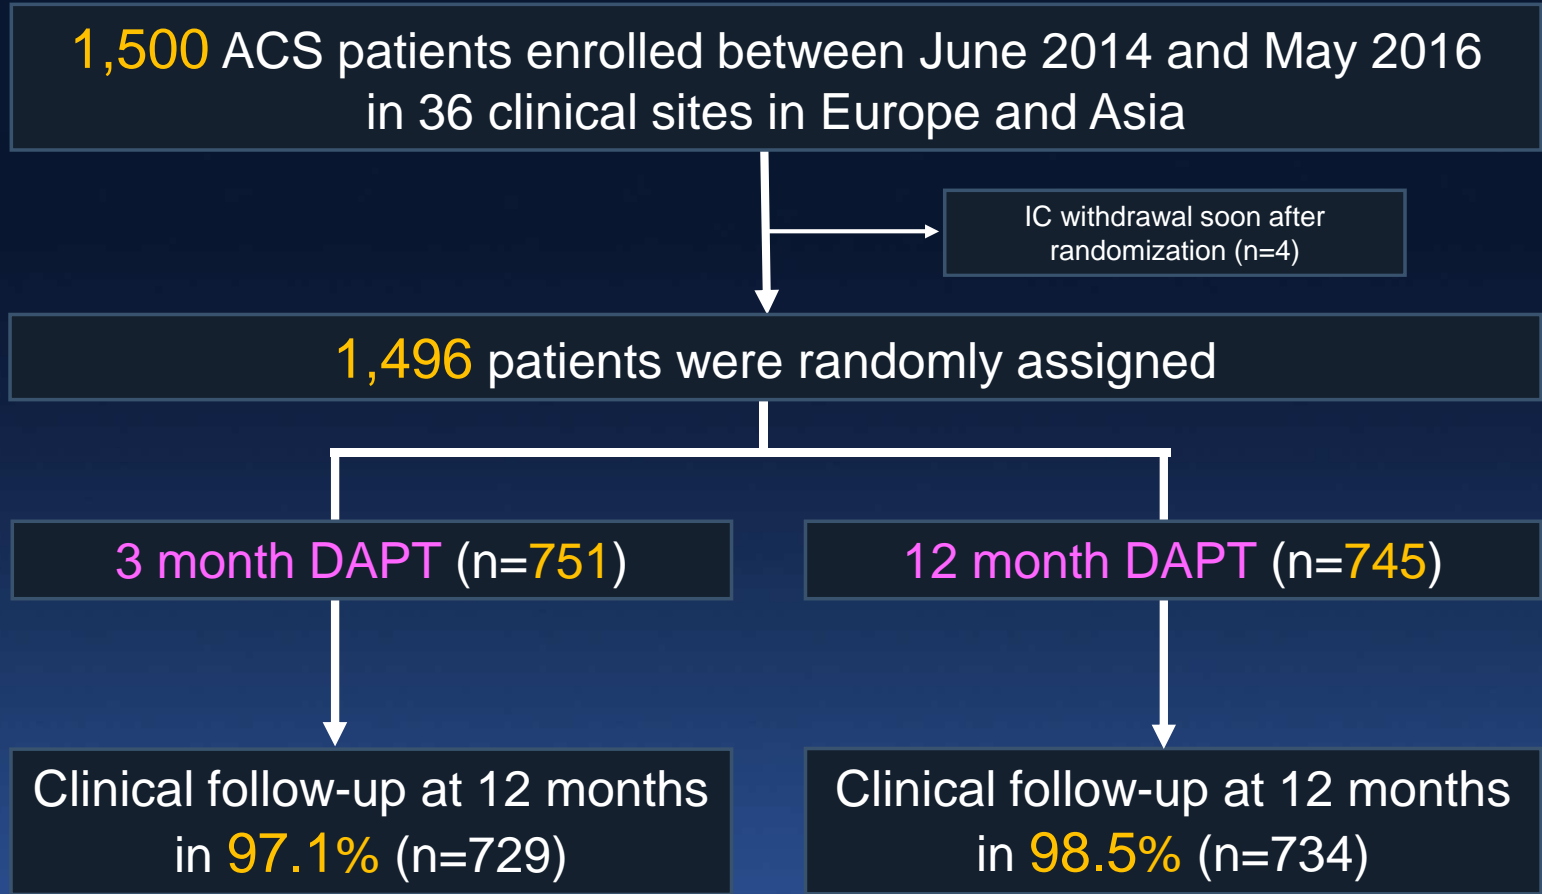 1,500 ACS patients enrolled between June 2014 and May 2016
in 36 clinical sites in Europe and Asia
IC withdrawal soon after
randomization (n=4)
1,496 patients were randomly assigned
3 month DAPT (n=751)
12 month DAPT (n=745)
Clinical follow-up at 12 months
in 97.1% (n=729)
Clinical follow-up at 12 months
in 98.5% (n=734)